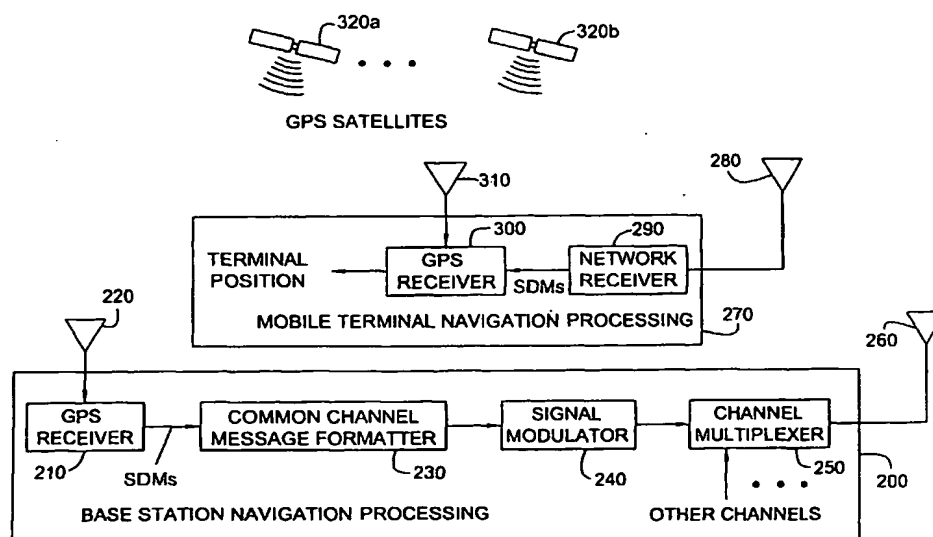 320a
320b
GPS SATELLITES
310
280
300
290
TERMINAL POSITION
GPS RECEIVER
SDMs
NETWORK RECEIVER
MOBILE TERMINAL NAVIGATION PROCESSING
270
220
260
GPS RECEIVER
COMMON CHANNEL MESSAGE FORMATTER
SIGNAL MODULATOR
CHANNEL MULTIPLEXER
210
SDMs
230
240
250
200
BASE STATION NAVIGATION PROCESSING
OTHER CHANNELS